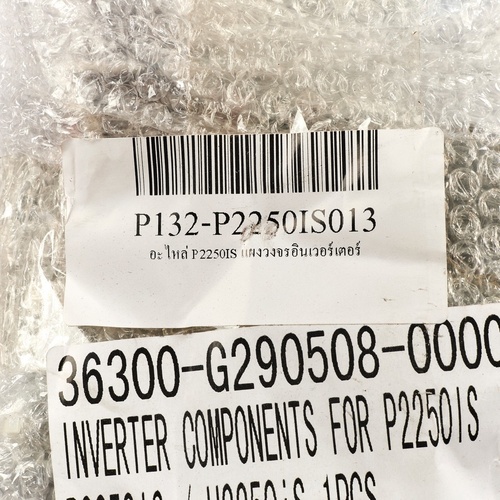 P132-P2250IS013
อะไหล่ P2250IS แผงวงจรอินเวอร์เตอร์
36300-G290508-0000
INVERTER COMPONENTS FOR P2250IS
/ 1PCS